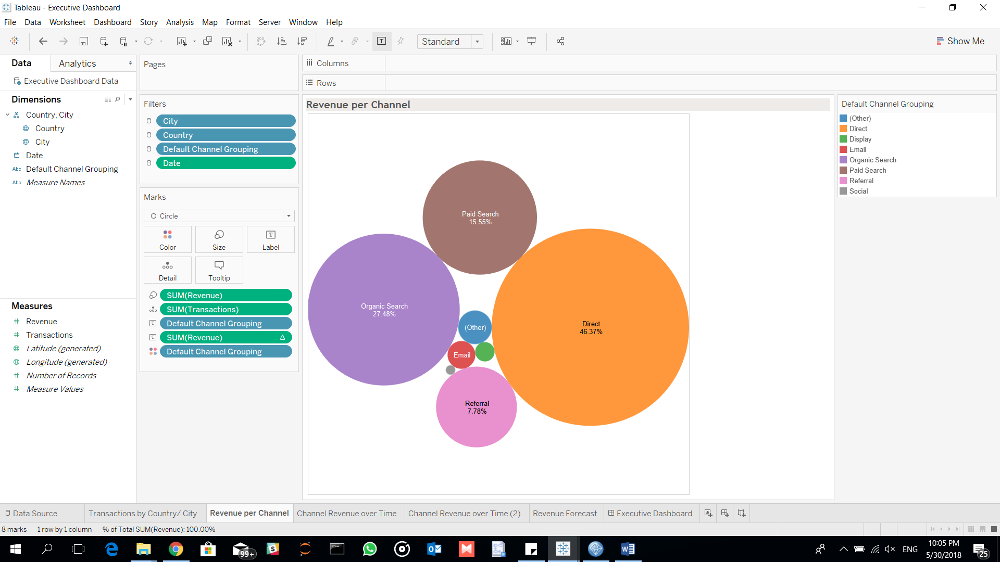 Tableau - Executive Dashboard
File Data Worksheet Dashboard Story Analysis Map Format Server Window Help
Standard
Show Me
Data Analytics
Executive Dashboard Data
Dimensions
Country, City
Country
City
Date
Abc Default Channel Grouping
Abc Measure Names
Measures
Revenue
Transactions
Latitude (generated)
Longitude (generated)
Number of Records
Measure Values
Pages
Filters
City
Country
Default Channel Grouping
Date
Marks
Circle
Color Size Label
Detail Tooltip
SUM(Revenue)
SUM(Transactions)
Default Channel Grouping
SUM(Revenue) Δ
Default Channel Grouping
Columns
Rows
Revenue per Channel
Paid Search
15.55%
Organic Search
27.48%
(Other)
Direct
46.37%
Email
Referral
7.78%
Default Channel Grouping
(Other)
Direct
Display
Email
Organic Search
Paid Search
Referral
Social
Data Source Transactions by Country/ City Revenue per Channel Channel Revenue over Time Channel Revenue over Time (2) Revenue Forecast Executive Dashboard
8 marks 1 row by 1 column % of Total SUM(Revenue): 100.00%
99+
ENG
10:05 PM
5/30/2018
25